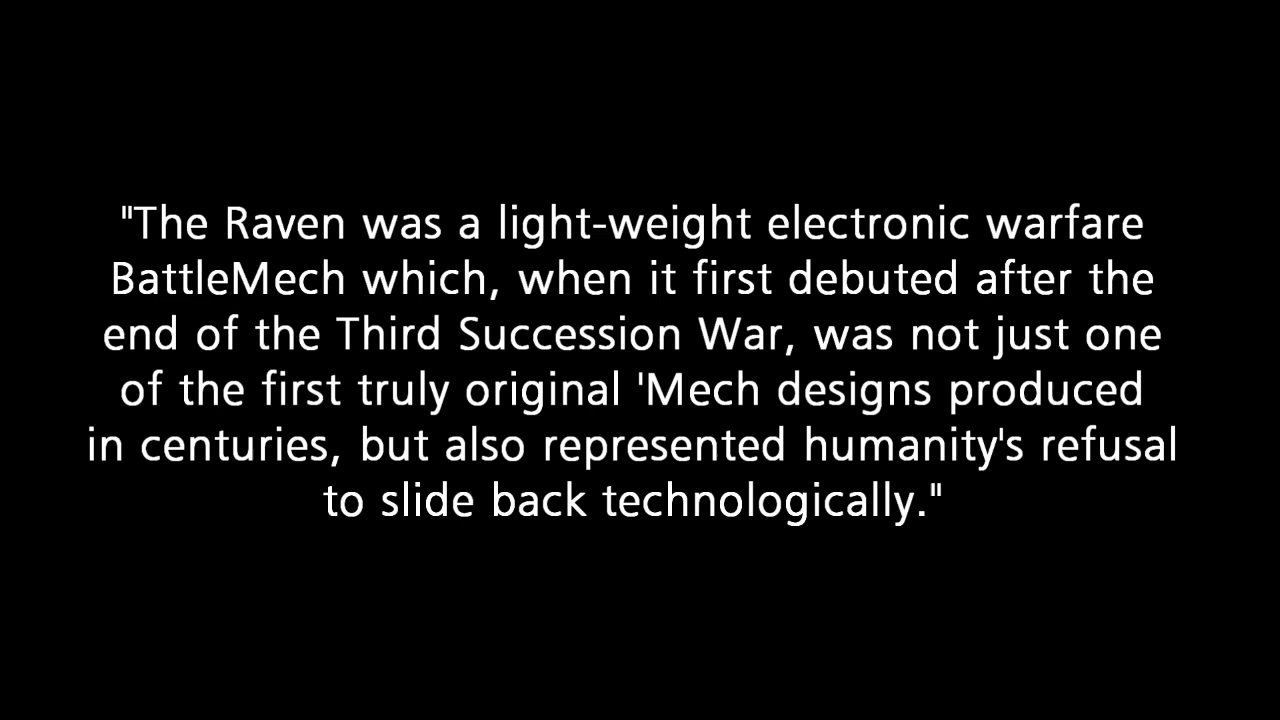 "The Raven was a light-weight electronic warfare
BattleMech which, when it first debuted after the
end of the Third Succession War, was not just one
of the first truly original 'Mech designs produced
in centuries, but also represented humanity's refusal
to slide back technologically."